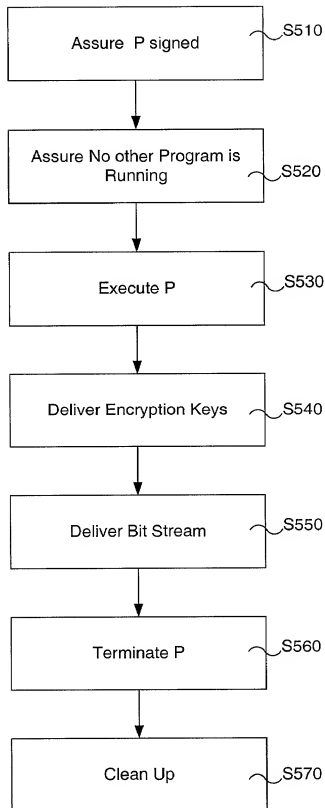 Assure P signed
S510
Assure No other Program is
Running
S520
Execute P
S530
Deliver Encryption Keys
S540
Deliver Bit Stream
S550
Terminate P
S560
Clean Up
S570